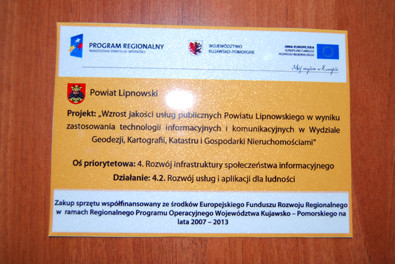 PROGRAM REGIONALNY
NARODOWA STRATEGIA SPÓJNOŚCI
WOJEWÓDZTWO
KUJAWSKO-POMORSKIE
UNIA EUROPEJSKA
EUROPEJSKI FUNDUSZ
ROZWOJU REGIONALNEGO
Powiat Lipnowski
Projekt: „Wzrost jakości usług publicznych Powiatu Lipnowskiego w wyniku
zastosowania technologii informacyjnych i komunikacyjnych w Wydziale
Geodezji, Kartografii, Katastru i Gospodarki Nieruchomościami”
Oś priorytetowa: 4. Rozwój infrastruktury społeczeństwa informacyjnego
Działanie: 4.2. Rozwój usług i aplikacji dla ludności
Zakup sprzętu współfinansowany ze środków Europejskiego Funduszu Rozwoju Regionalnego
w ramach Regionalnego Programu Operacyjnego Województwa Kujawsko – Pomorskiego na
lata 2007 – 2013